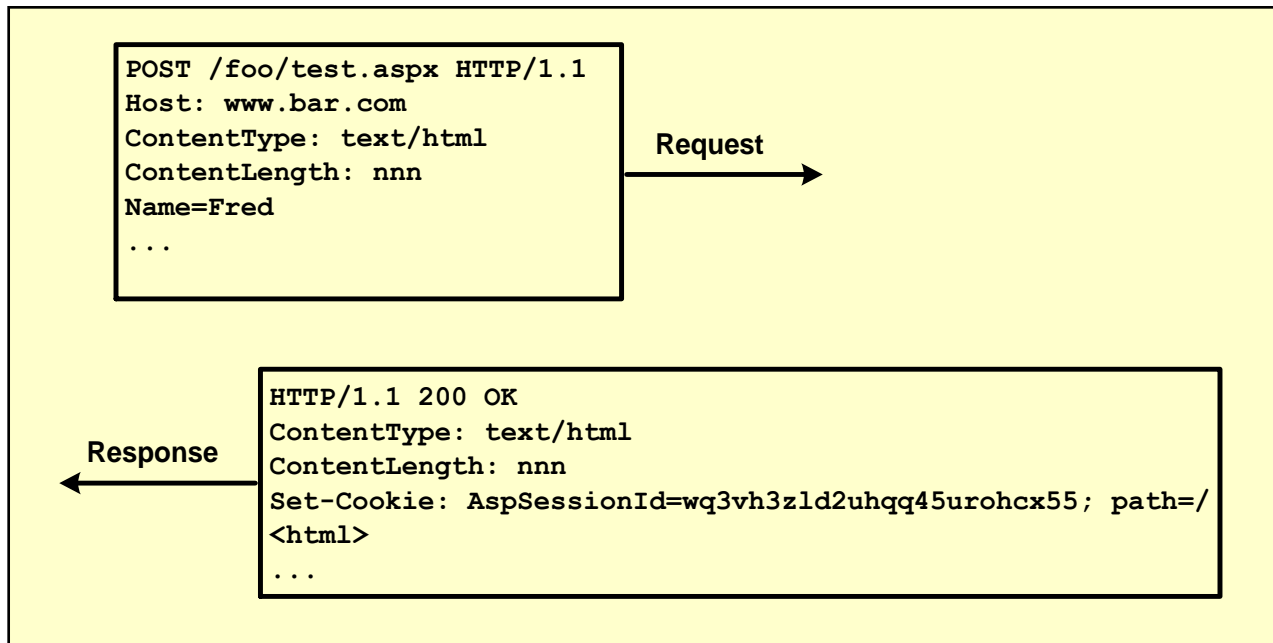 POST /foo/test.aspx HTTP/1.1
Host: www.bar.com
ContentType: text/html
ContentLength: nnn
Name=Fred
...
Request
HTTP/1.1 200 OK
ContentType: text/html
ContentLength: nnn
Set-Cookie: AspSessionId=wq3vh3zld2uhqq45urohcx55; path=/
<html>
...
Response